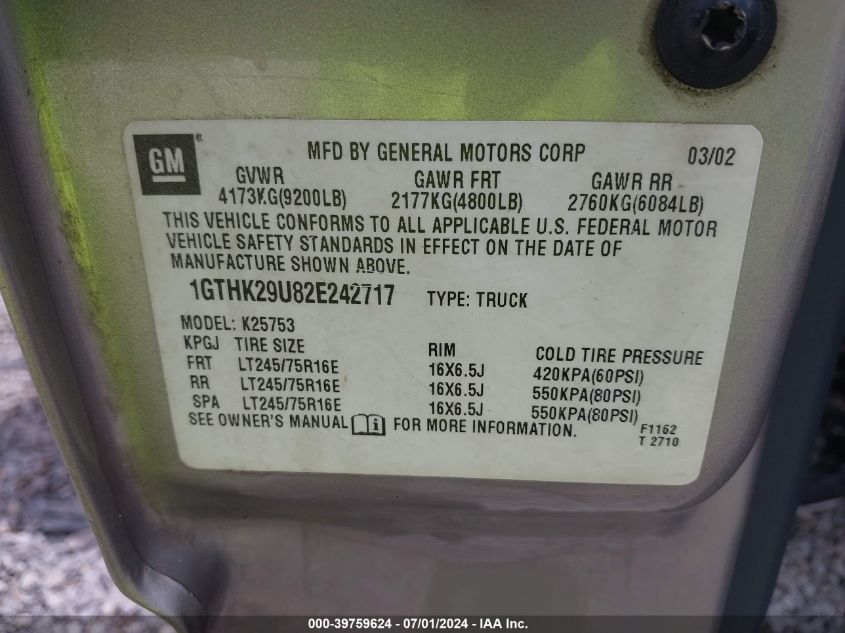 GM®
MFD BY GENERAL MOTORS CORP 03/02
GVWR GAWR FRT GAWR RR
4173KG(9200LB) 2177KG(4800LB) 2760KG(6084LB)
THIS VEHICLE CONFORMS TO ALL APPLICABLE U.S. FEDERAL MOTOR
VEHICLE SAFETY STANDARDS IN EFFECT ON THE DATE OF
MANUFACTURE SHOWN ABOVE.
1GTHK29U82E242717 TYPE: TRUCK
MODEL: K25753
KPGJ TIRE SIZE RIM COLD TIRE PRESSURE
FRT LT245/75R16E 16X6.5J 420KPA(60PSI)
RR LT245/75R16E 16X6.5J 550KPA(80PSI)
SPA LT245/75R16E 16X6.5J 550KPA(80PSI)
SEE OWNER'S MANUAL FOR MORE INFORMATION.
F1162
T 2710
000-39759624 - 07/01/2024 - IAA Inc.